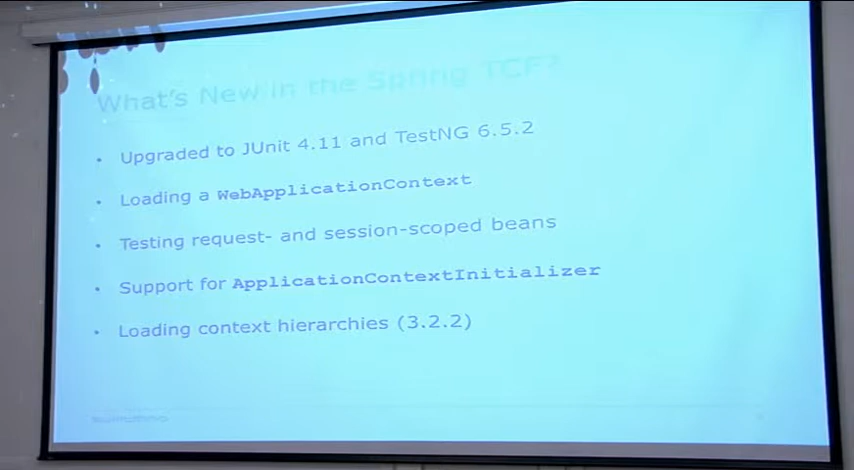 What's New in the Spring TCF?
• Upgraded to JUnit 4.11 and TestNG 6.5.2
• Loading a WebApplicationContext
• Testing request- and session-scoped beans
• Support for ApplicationContextInitializer
• Loading context hierarchies (3.2.2)